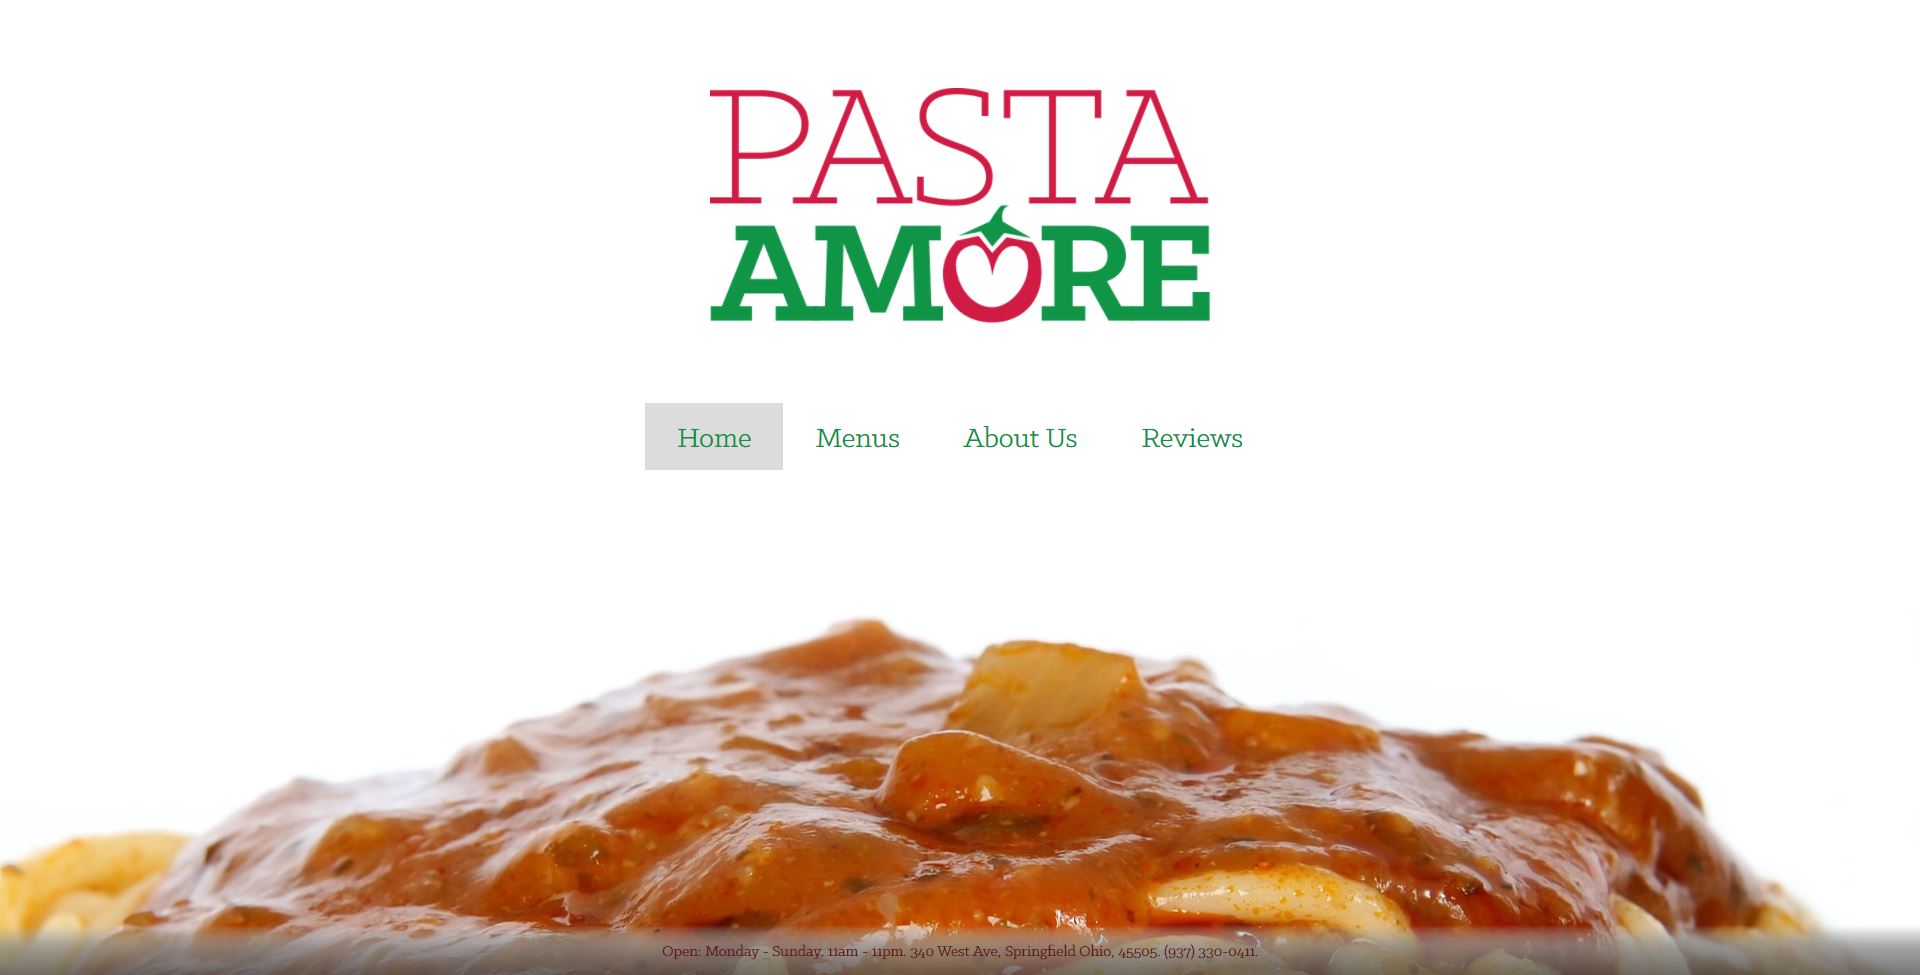 PASTA
AMORE
Home Menus About Us Reviews
Open: Monday - Sunday. 11am - 11pm. 340 West Ave, Springfield Ohio, 45505. (937) 330-0411.